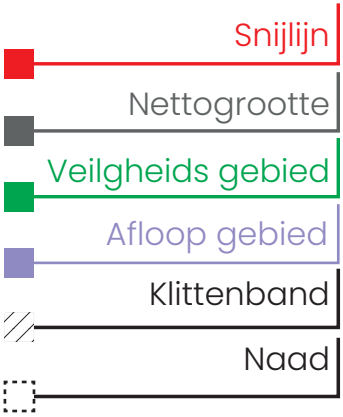 Snijlijn
Nettogrootte
Veilgheids gebied
Afloop gebied
Klittenband
Naad